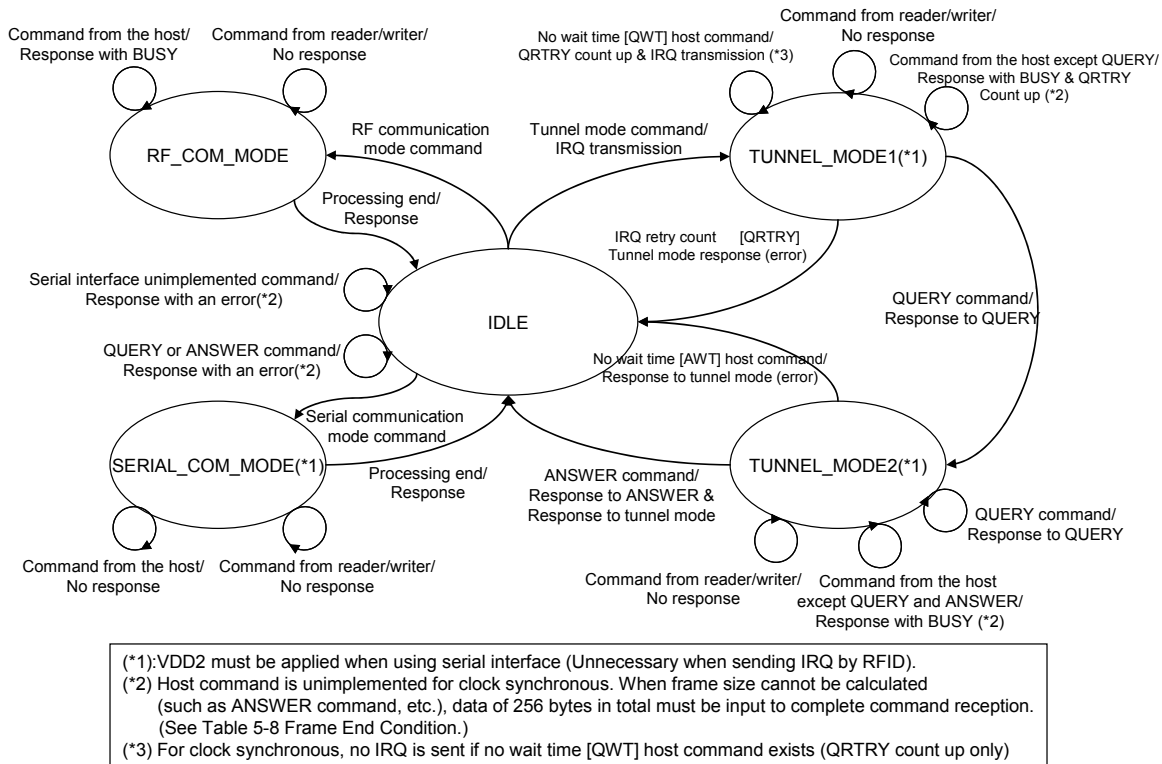 Command from the host/
Response with BUSY
Command from reader/writer/
No response
No wait time [QWT] host command/
QRTRY count up & IRQ transmission (*3)
Command from reader/writer/
No response
Command from the host except QUERY/
Response with BUSY & QRTRY
Count up (*2)
RF_COM_MODE
RF communication
mode command
Tunnel mode command/
IRQ transmission
TUNNEL_MODE1(*1)
Processing end/
Response
IRQ retry count [QRTRY]
Tunnel mode response (error)
Serial interface unimplemented command/
Response with an error(*2)
IDLE
QUERY command/
Response to QUERY
QUERY or ANSWER command/
Response with an error(*2)
No wait time [AWT] host command/
Response to tunnel mode (error)
Serial communication
mode command
SERIAL_COM_MODE(*1)
Processing end/
Response
ANSWER command/
Response to ANSWER &
Response to tunnel mode
TUNNEL_MODE2(*1)
QUERY command/
Response to QUERY
Command from the host/
No response
Command from reader/writer/
No response
Command from reader/writer/
No response
Command from the host
except QUERY and ANSWER/
Response with BUSY (*2)
(*1):VDD2 must be applied when using serial interface (Unnecessary when sending IRQ by RFID).
(*2) Host command is unimplemented for clock synchronous. When frame size cannot be calculated
(such as ANSWER command, etc.), data of 256 bytes in total must be input to complete command reception.
(See Table 5-8 Frame End Condition.)
(*3) For clock synchronous, no IRQ is sent if no wait time [QWT] host command exists (QRTRY count up only)